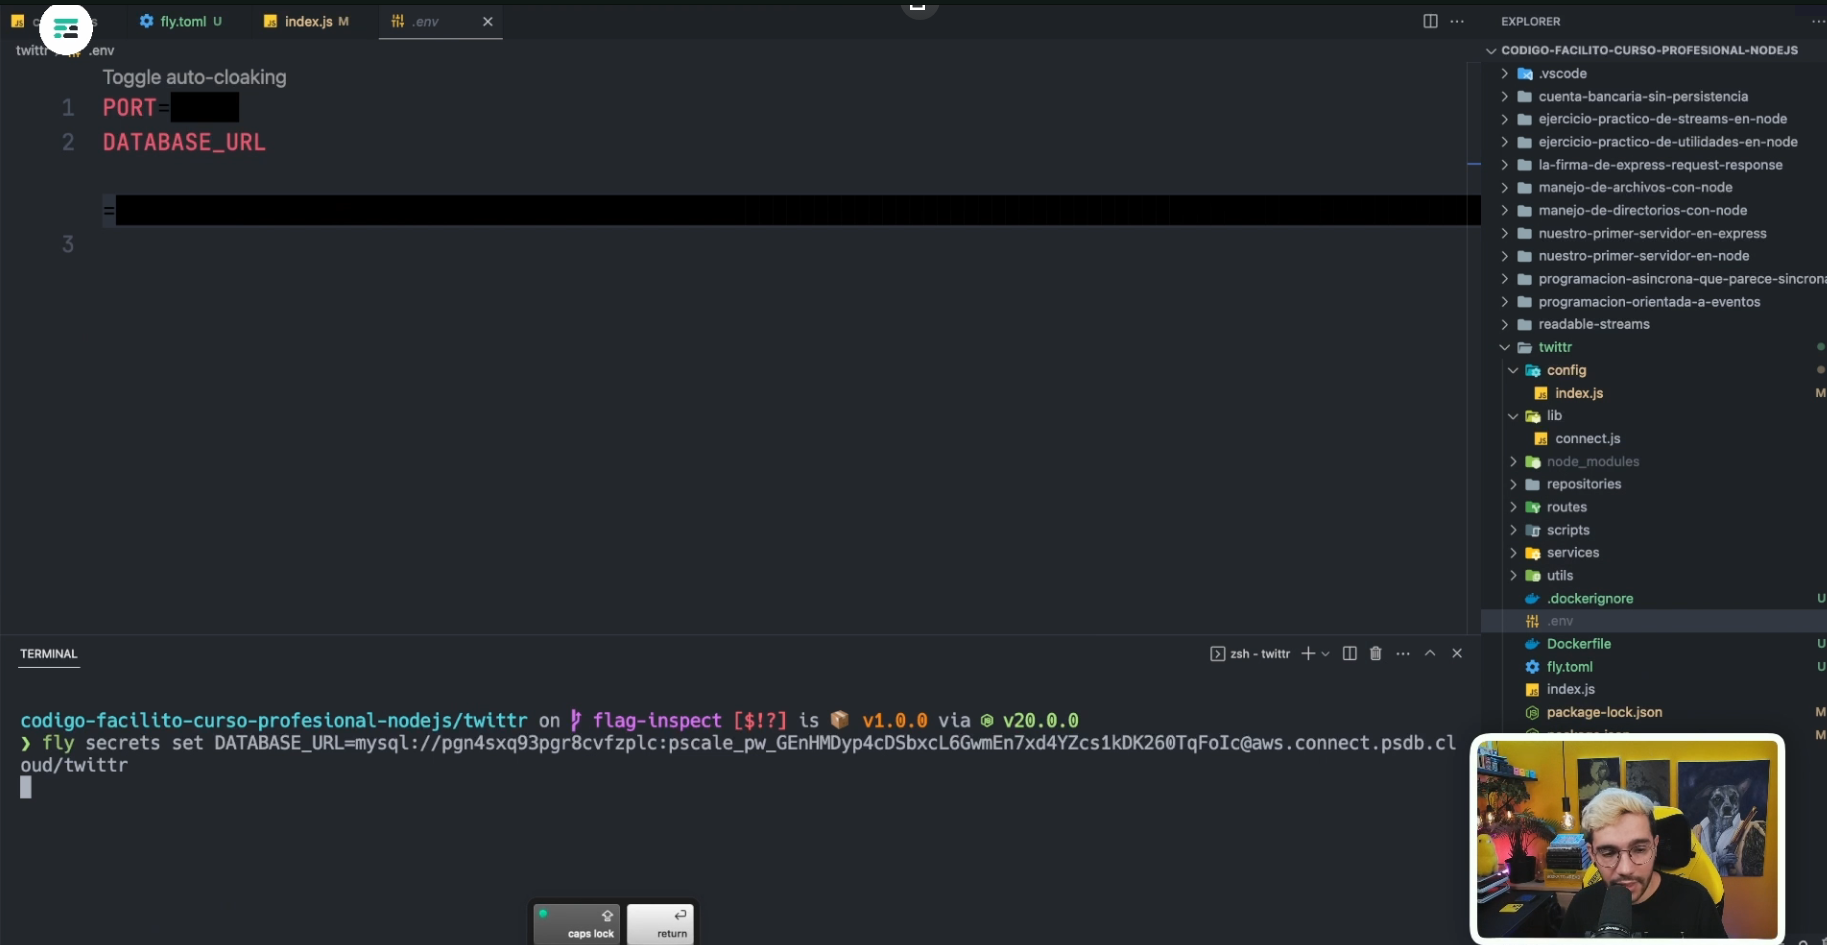 fly.toml U
index.js M
.env
twittr
.env
Toggle auto-cloaking
1 PORT=
2 DATABASE_URL
=
3
EXPLORER
CODIGO-FACILITO-CURSO-PROFESIONAL-NODEJS
.vscode
cuenta-bancaria-sin-persistencia
ejercicio-practico-de-streams-en-node
ejercicio-practico-de-utilidades-en-node
la-firma-de-express-request-response
manejo-de-archivos-con-node
manejo-de-directorios-con-node
nuestro-primer-servidor-en-express
nuestro-primer-servidor-en-node
programacion-asincrona-que-parece-sincrona
programacion-orientada-a-eventos
readable-streams
twittr
config
index.js M
lib
connect.js
node_modules
repositories
routes
scripts
services
utils
.dockerignore U
.env
Dockerfile U
fly.toml U
index.js
package-lock.json M
TERMINAL
zsh - twittr
codigo-facilito-curso-profesional-nodejs/twittr on flag-inspect [$!?] is v1.0.0 via v20.0.0
❯ fly secrets set DATABASE_URL=mysql://pgn4sxq93pgr8cvfzplc:pscale_pw_GEnHMDyp4cDSbxcL6GwmEn7xd4YZcs1kDK260TqFoIc@aws.connect.psdb.cl
oud/twittr
caps lock
return